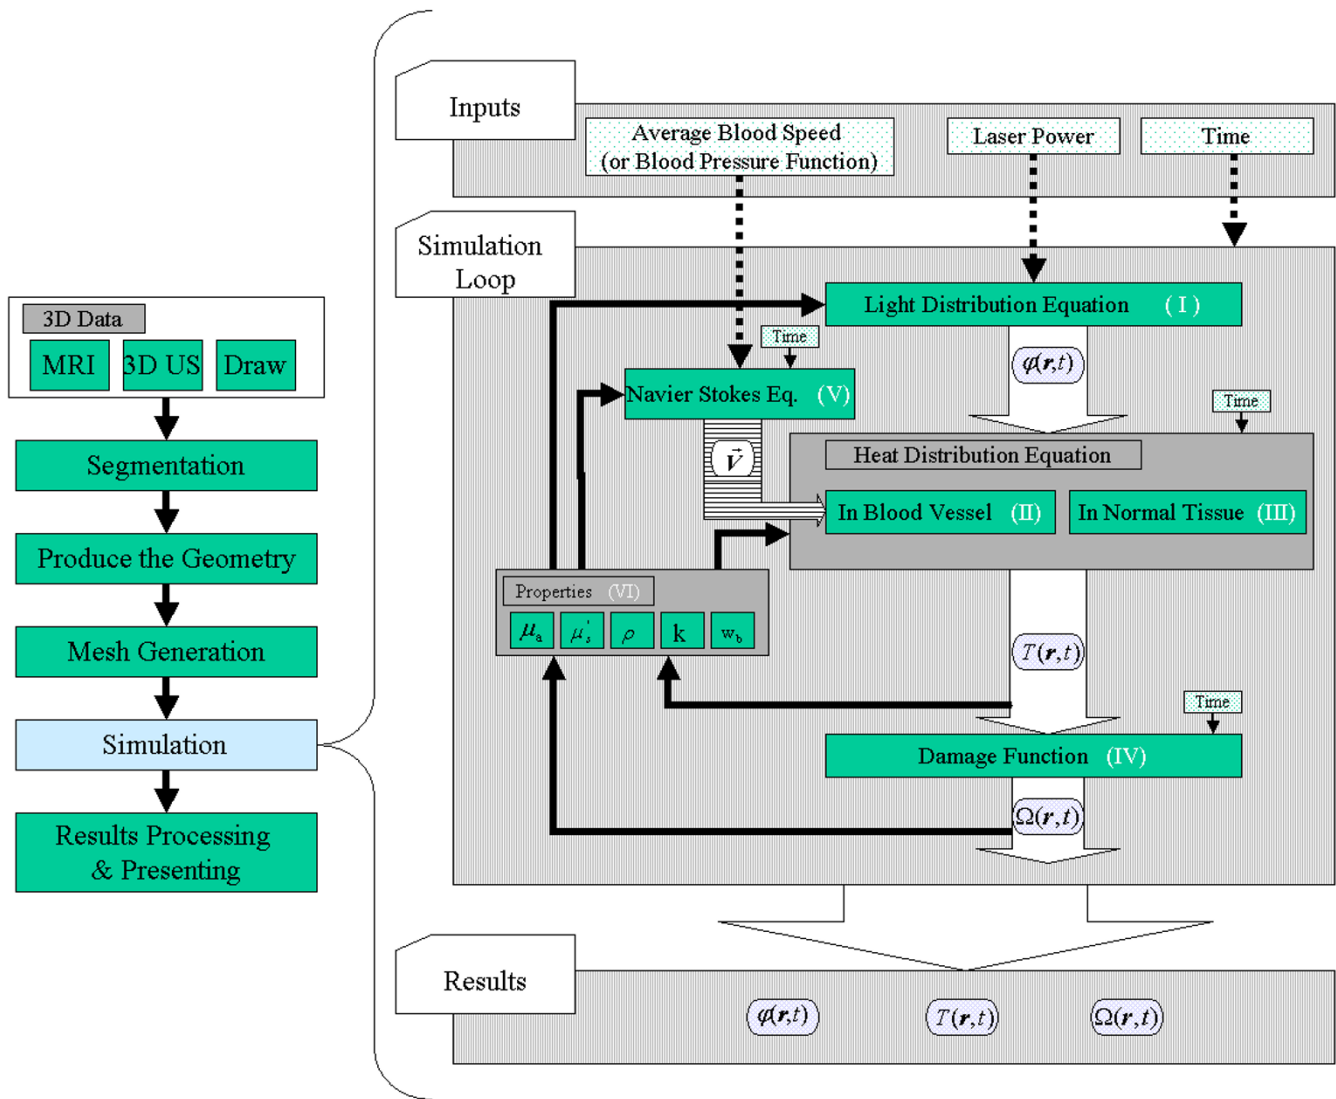 3D Data
MRI
3D US
Draw
Segmentation
Produce the Geometry
Mesh Generation
Simulation
Results Processing
& Presenting
Inputs
Average Blood Speed
(or Blood Pressure Function)
Laser Power
Time
Simulation
Loop
Light Distribution Equation ( I )
φ(r,t)
Time
Navier Stokes Eq. (V)
V⃗
Time
Heat Distribution Equation
In Blood Vessel (II)
In Normal Tissue (III)
Properties (VI)
μa
μ's
ρ
k
wb
T(r,t)
Time
Damage Function (IV)
Ω(r,t)
Results
φ(r,t)
T(r,t)
Ω(r,t)